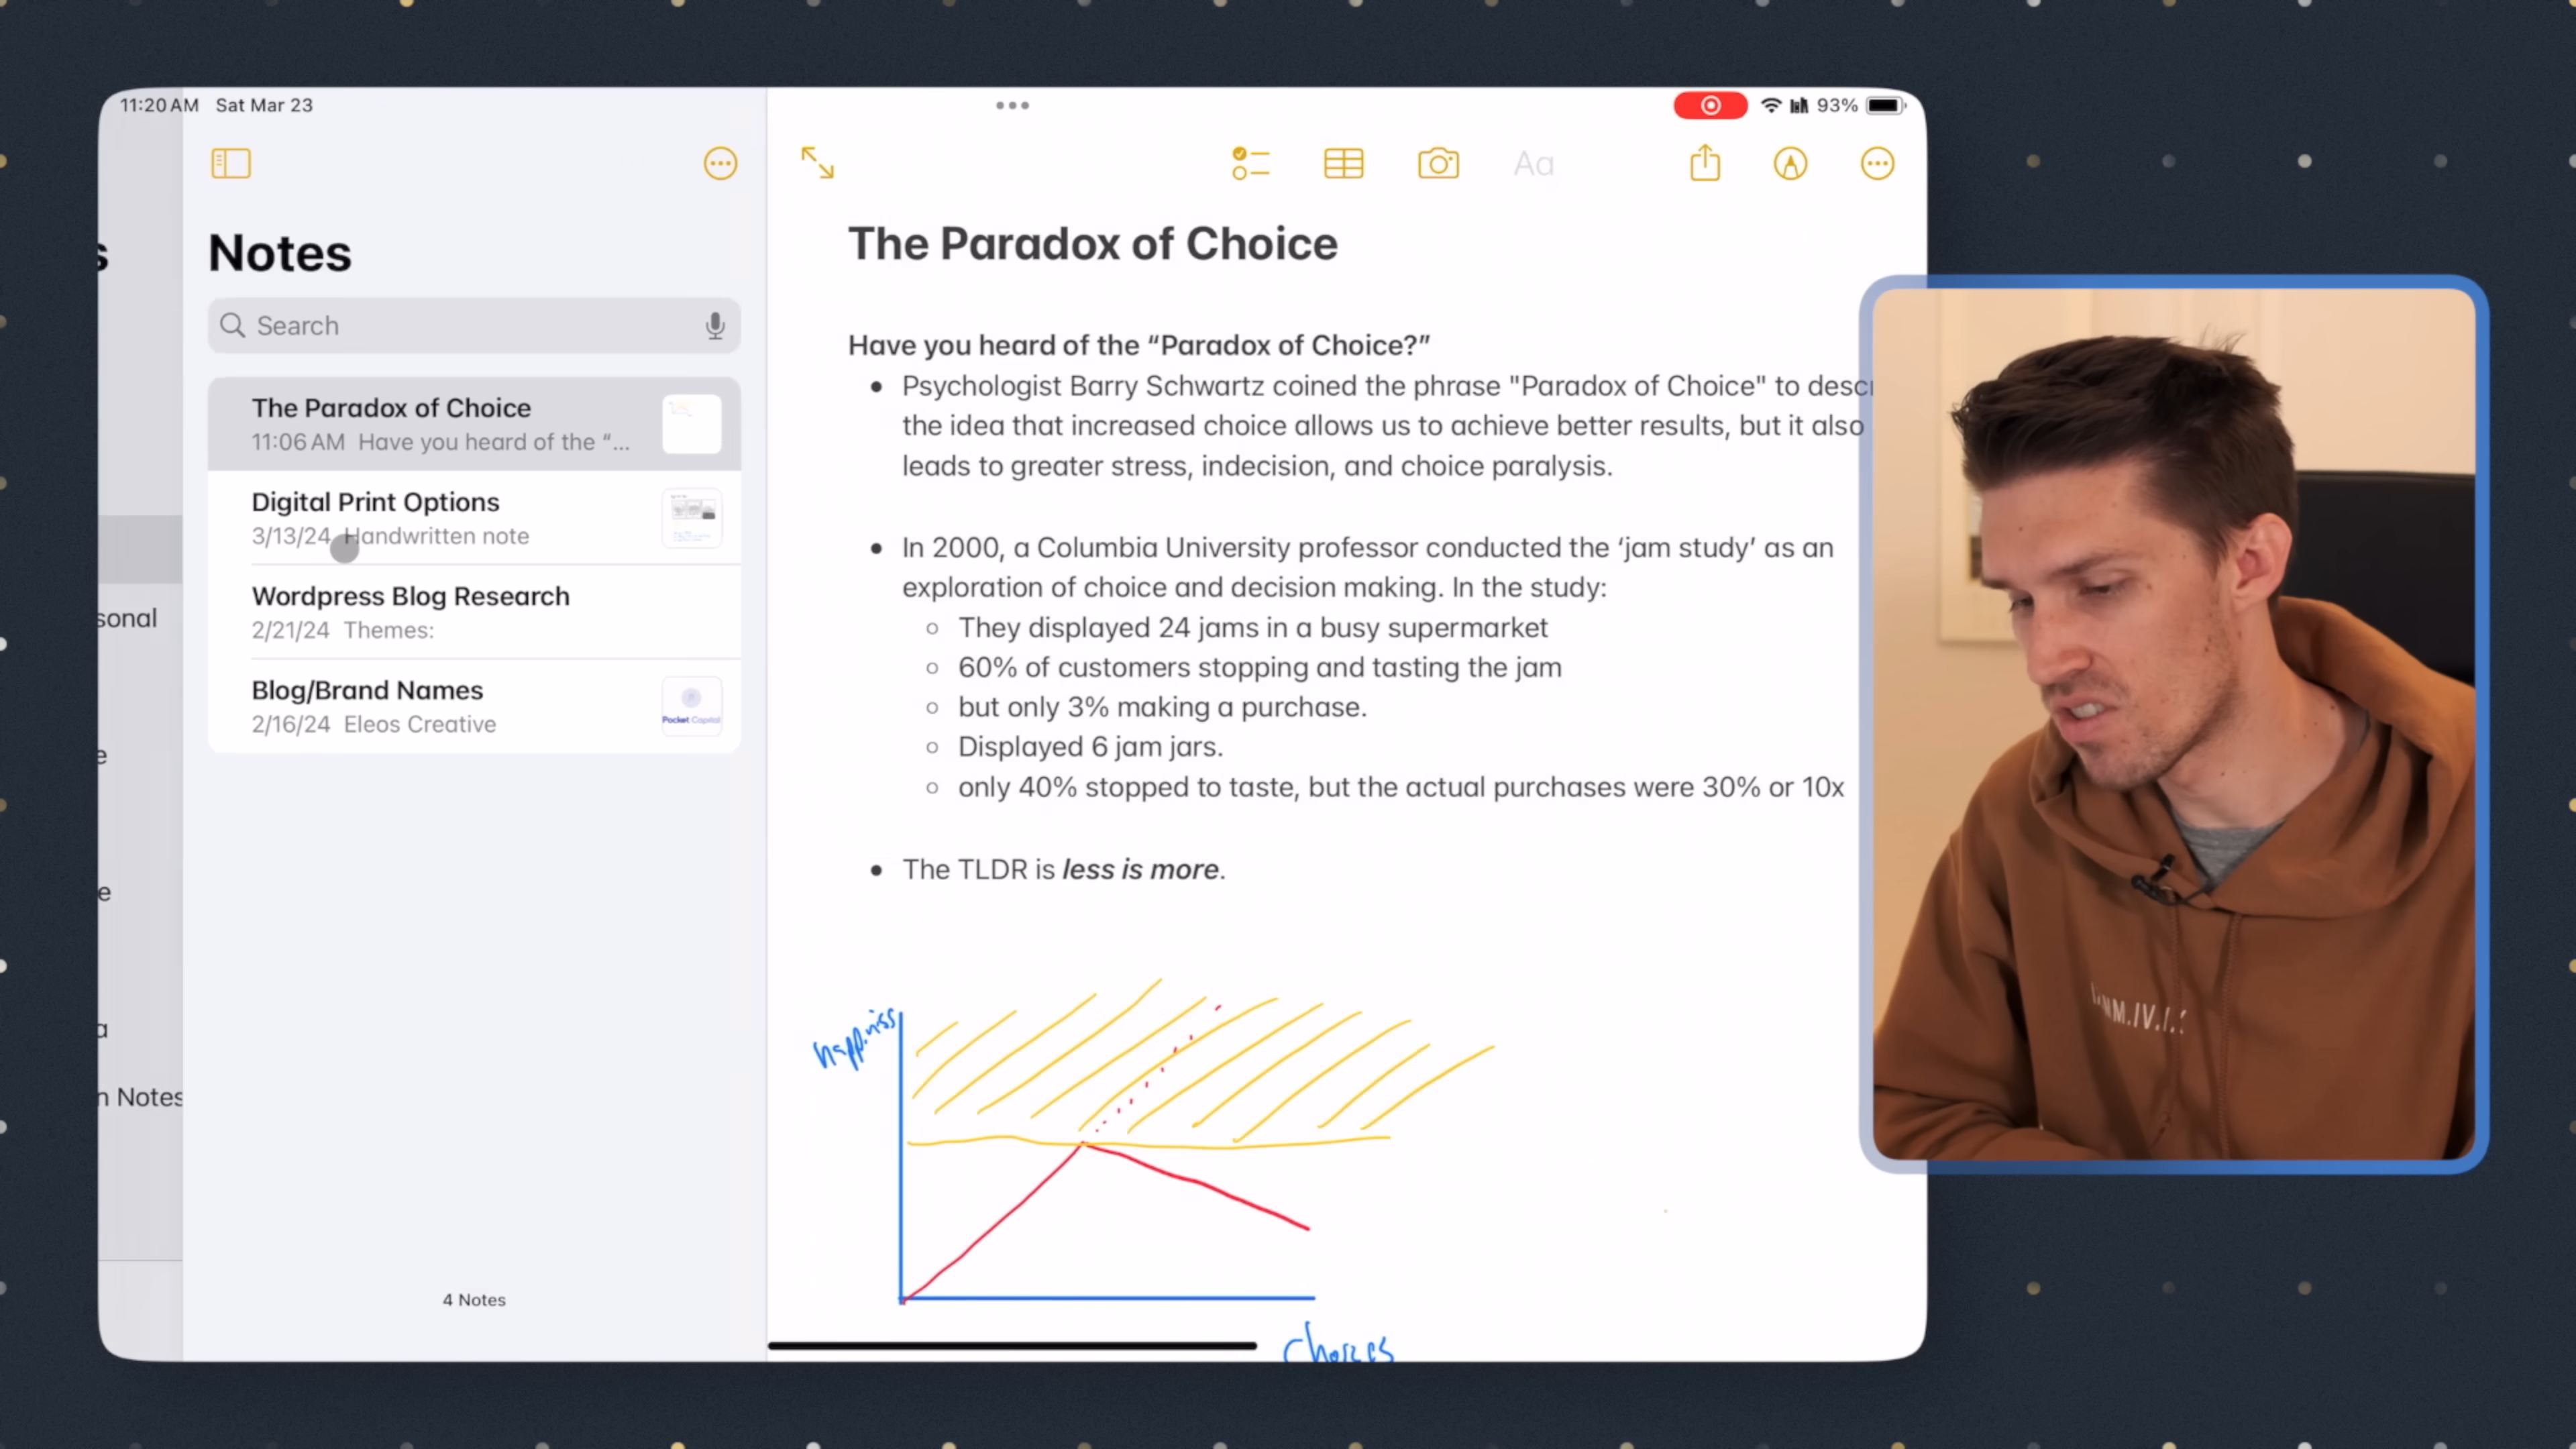 11:20 AM Sat Mar 23
93%
s
sonal
e
e
a
n Notes
Notes
Search
The Paradox of Choice
11:06 AM Have you heard of the “...
Digital Print Options
3/13/24 Handwritten note
Wordpress Blog Research
2/21/24 Themes:
Blog/Brand Names
2/16/24 Eleos Creative
Pocket Capital
4 Notes
Aa
The Paradox of Choice
Have you heard of the “Paradox of Choice?”
• Psychologist Barry Schwartz coined the phrase "Paradox of Choice" to descr
the idea that increased choice allows us to achieve better results, but it also
leads to greater stress, indecision, and choice paralysis.
• In 2000, a Columbia University professor conducted the ‘jam study’ as an
exploration of choice and decision making. In the study:
○ They displayed 24 jams in a busy supermarket
○ 60% of customers stopping and tasting the jam
○ but only 3% making a purchase.
○ Displayed 6 jam jars.
○ only 40% stopped to taste, but the actual purchases were 30% or 10x
• The TLDR is less is more.
happiness
choices